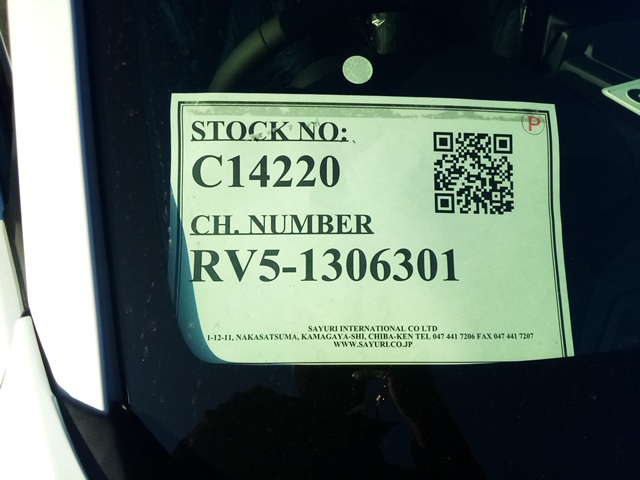 STOCK NO:
P
C14220
CH. NUMBER
RV5-1306301
SAYURI INTERNATIONAL CO LTD
1-12-11, NAKASATSUMA, KAMAGAYA-SHI, CHIBA-KEN TEL 047 441 7206 FAX 047 441 7207
WWW.SAYURI.CO.JP